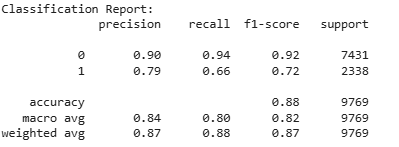 Classification Report:
precision recall f1-score support
0 0.90 0.94 0.92 7431
1 0.79 0.66 0.72 2338
accuracy 0.88 9769
macro avg 0.84 0.80 0.82 9769
weighted avg 0.87 0.88 0.87 9769